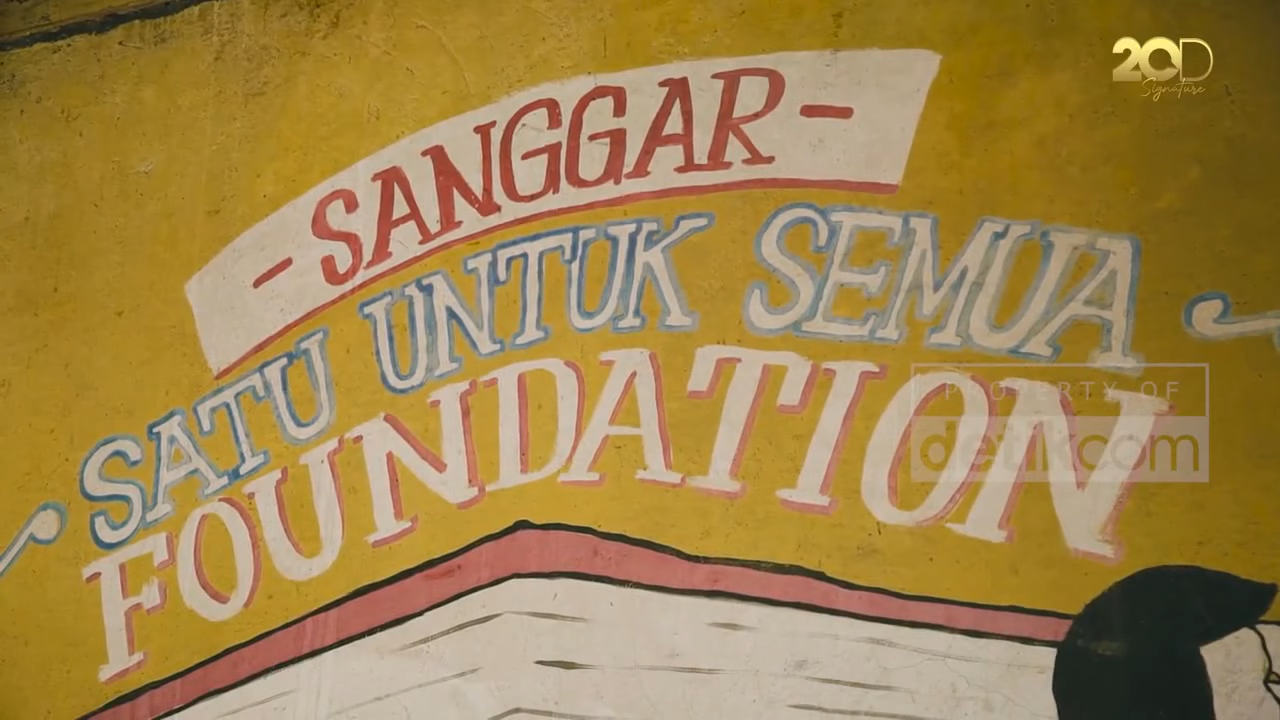 20D
Signature
- SANGGAR -
SATU UNTUK SEMUA
FOUNDATION
PROPERTY OF
detikcom